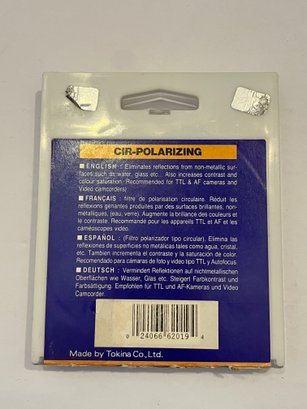 CIR-POLARIZING
■ ENGLISH : Eliminates reflections from non-metallic sur-
faces such as water, glass etc... Also increases contrast and
colour saturation. Recommended for TTL & AF cameras and
Video camcorders)
■ FRANÇAIS : filtre de polarisation circulaire. Réduit les
reflexions gënantes produites par des surfaces brillantes, non-
métalliques, (eau, verre). Augmente la brillance des couleurs et
le contraste. Recommandé pour les appareils TTL et AF et les
caméoscopes vidéo.
■ ESPAÑOL : (Filtro polarizador tipo circular). Elimina las
reflexiones de superficies no metálicas tales como agua, cristal,
etc. Tambien incrementa el contraste y la saturación de color.
Recomendado para camaras de foto y video tipo TTL y Autofocus
■ DEUTSCH : Vermindert Reflektionen auf nichtmetallischen
Oberflächen wie Wasser, Glas etc. Steigert Farbkontrast und
Farbsättigung. Empfohlen für TTL und AF-Kameras und Video
Camcorder.
0 24066 62019 4
Made by Tokina Co., Ltd.